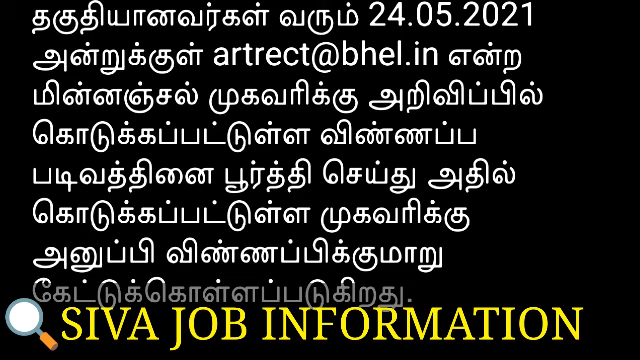 தகுதியானவர்கள் வரும் 24.05.2021
அன்றுக்குள் artrect@bhel.in என்ற
மின்னஞ்சல் முகவரிக்கு அறிவிப்பில்
கொடுக்கப்பட்டுள்ள விண்ணப்ப
படிவத்தினை பூர்த்தி செய்து அதில்
கொடுக்கப்பட்டுள்ள முகவரிக்கு
அனுப்பி விண்ணப்பிக்குமாறு
கேட்டுக்கொள்ளப்படுகிறது.
SIVA JOB INFORMATION